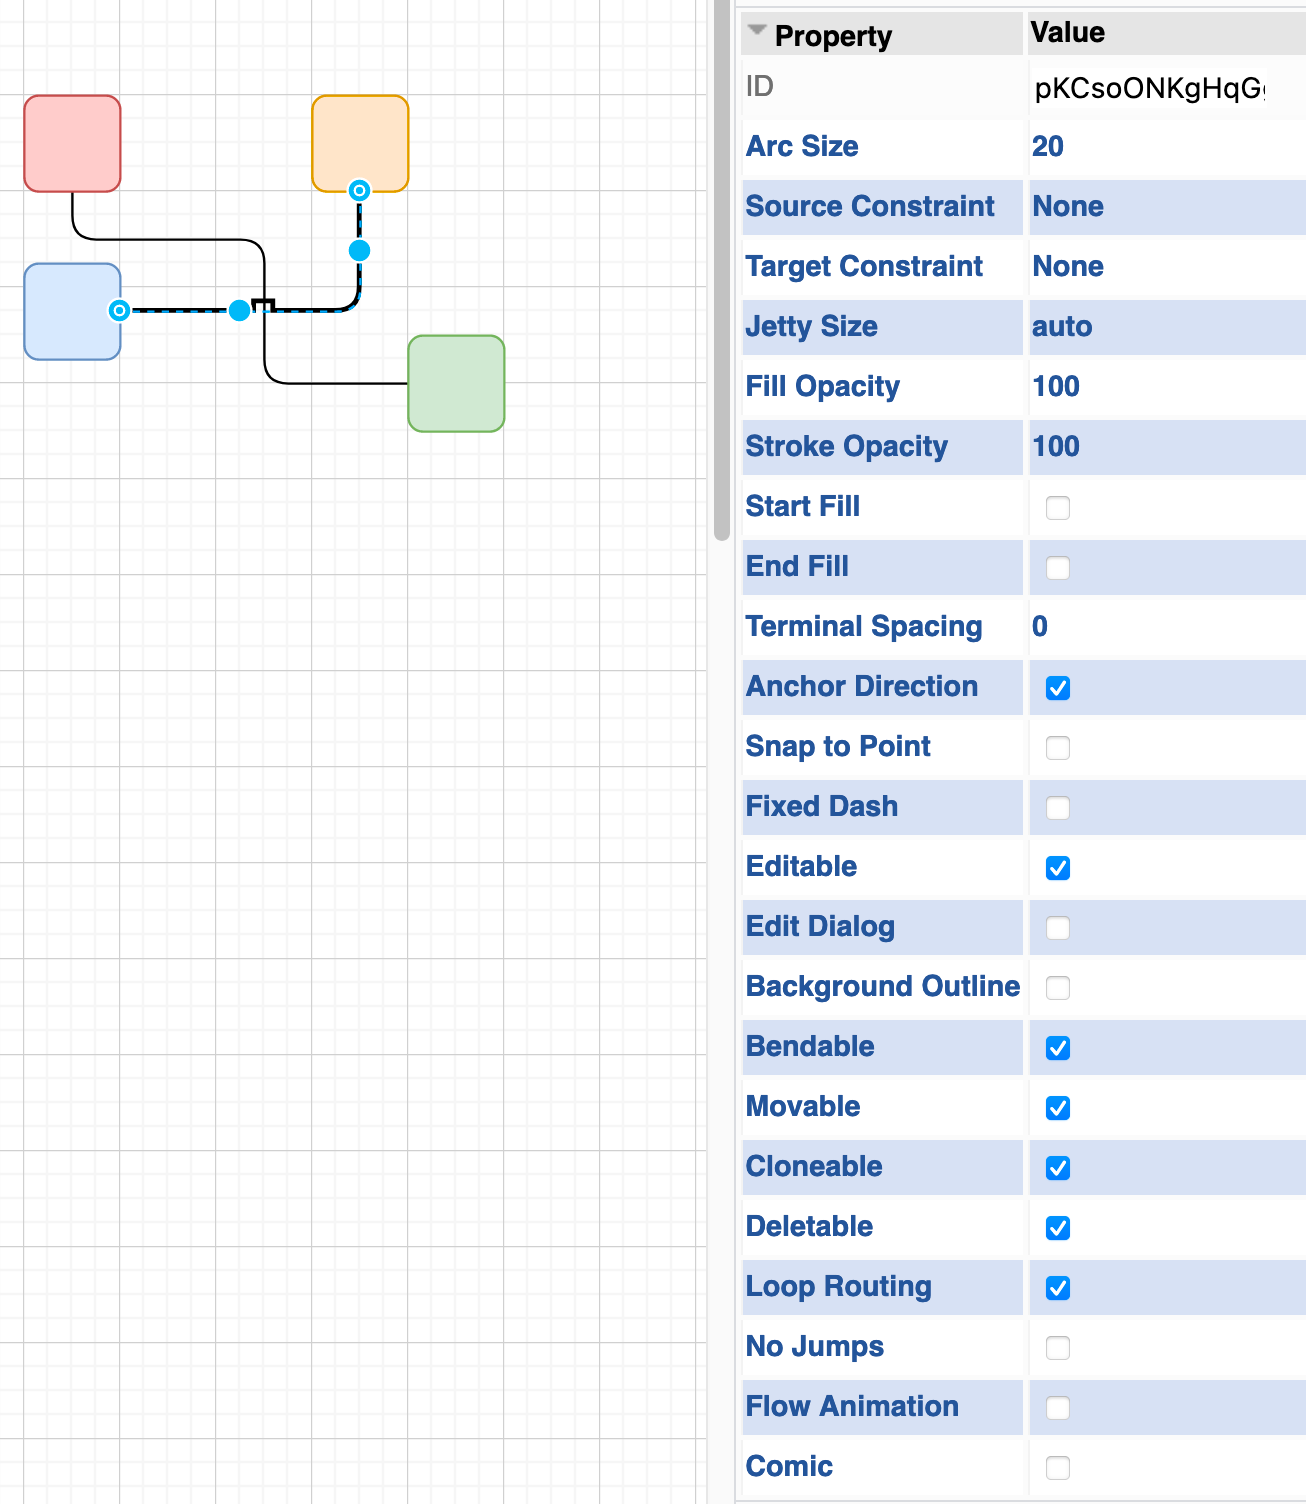 Property Value
ID pKCsoONKgHqG
Arc Size 20
Source Constraint None
Target Constraint None
Jetty Size auto
Fill Opacity 100
Stroke Opacity 100
Start Fill
End Fill
Terminal Spacing 0
Anchor Direction
Snap to Point
Fixed Dash
Editable
Edit Dialog
Background Outline
Bendable
Movable
Cloneable
Deletable
Loop Routing
No Jumps
Flow Animation
Comic